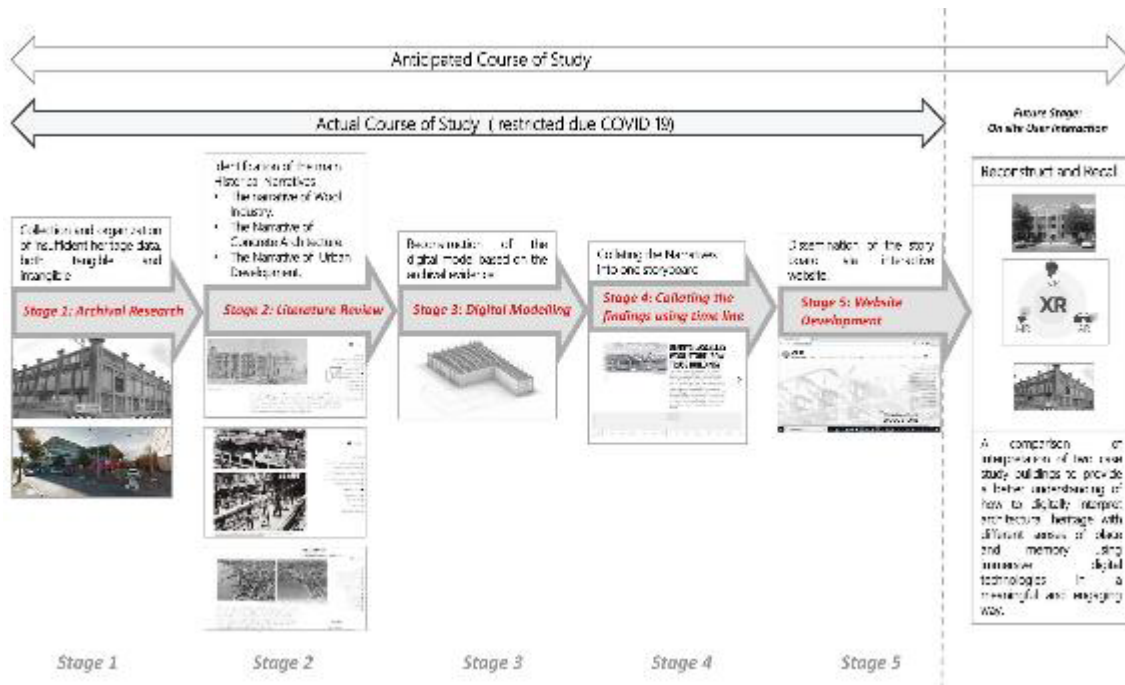 Anticipated Course of Study
Actual Course of Study ( restricted due COVID 19)
Future Stage:
On site User Interaction
Reconstruct and Recal
Collection and organization
of insufficient heritage data,
both tangible and
intangible
Stage 1: Archival Research
Identification of the main
Historical Narratives
• The narrative of Wool
Industry.
• The Narrative of
Concrete Architecture.
• The Narrative of Urban
Development.
Stage 2: Literature Review
Reconstruction of the
digital model based on the
archival evidence
Stage 3: Digital Modelling
Collating the Narratives
into one storyboard
Stage 4: Collating the
findings using time line
Dissemination of the story
board via interactive
website.
Stage 5: Website
Development
XR
A comparison of
interpretation of two case
study buildings to provide
a better understanding of
how to digitally interpret
architectural heritage with
different senses of place
and memory using
immersive digital
technologies in a
meaningful and engaging
way.
Stage 1
Stage 2
Stage 3
Stage 4
Stage 5